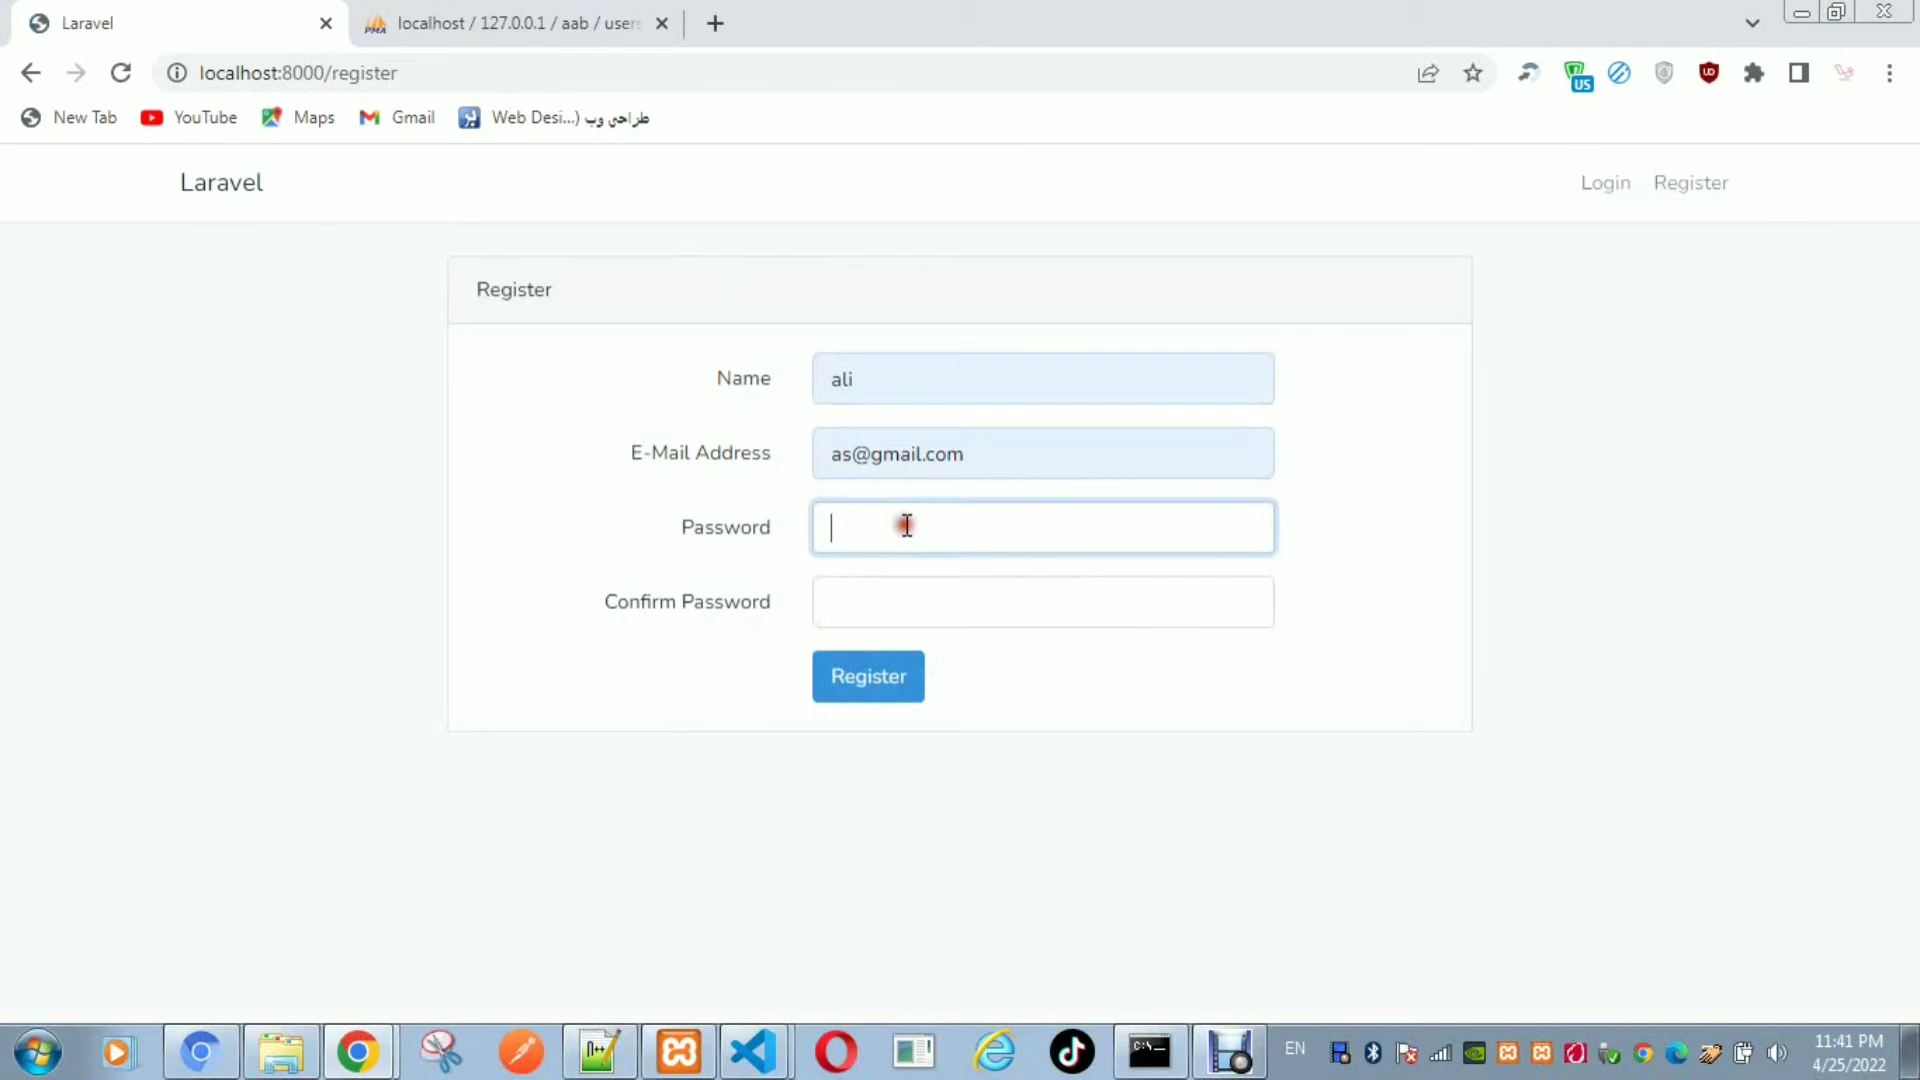 Laravel
localhost / 127.0.0.1 / aab / users
localhost:8000/register
US
New Tab
YouTube
Maps
Gmail
Web Desi...) طراحی وب
Laravel
Login
Register
Register
Name
ali
E-Mail Address
as@gmail.com
Password
Confirm Password
Register
EN
11:41 PM
4/25/2022